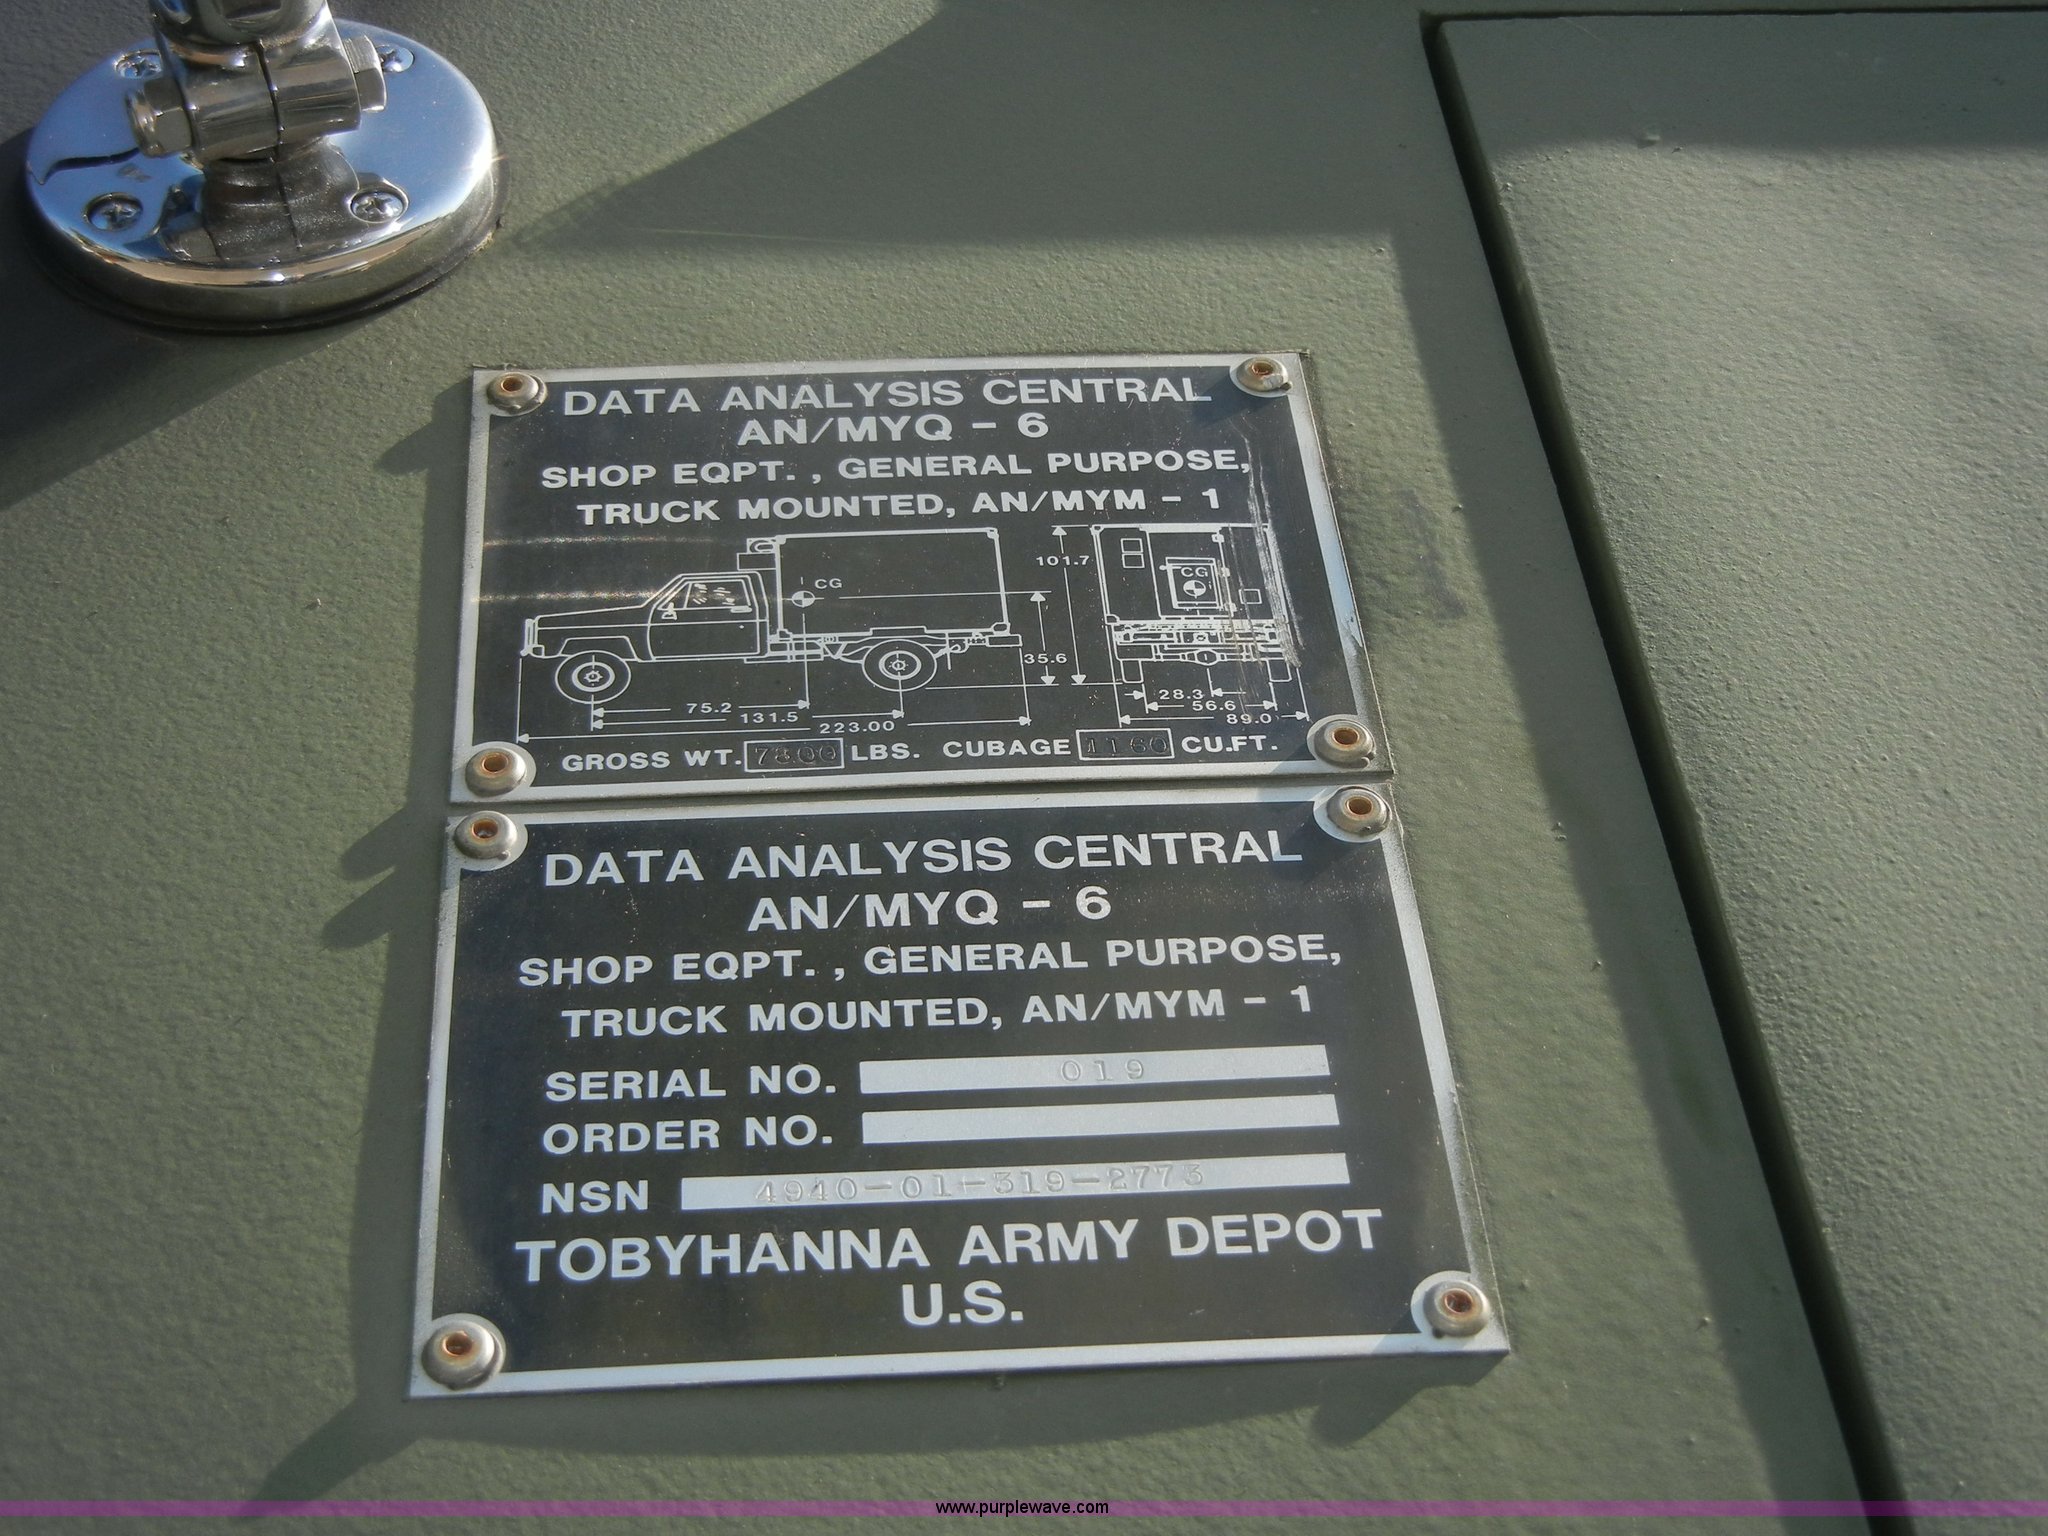 DATA ANALYSIS CENTRAL
AN/MYQ - 6
SHOP EQPT. , GENERAL PURPOSE,
TRUCK MOUNTED, AN/MYM - 1
CG
101.7
CG
35.6
75.2
131.5
223.00
28.3
56.6
89.0
GROSS WT. 7800 LBS. CUBAGE 1160 CU.FT.
DATA ANALYSIS CENTRAL
AN/MYQ - 6
SHOP EQPT. , GENERAL PURPOSE,
TRUCK MOUNTED, AN/MYM - 1
SERIAL NO. 019
ORDER NO.
NSN 4940-01-319-2773
TOBYHANNA ARMY DEPOT
U.S.
www.purplewave.com